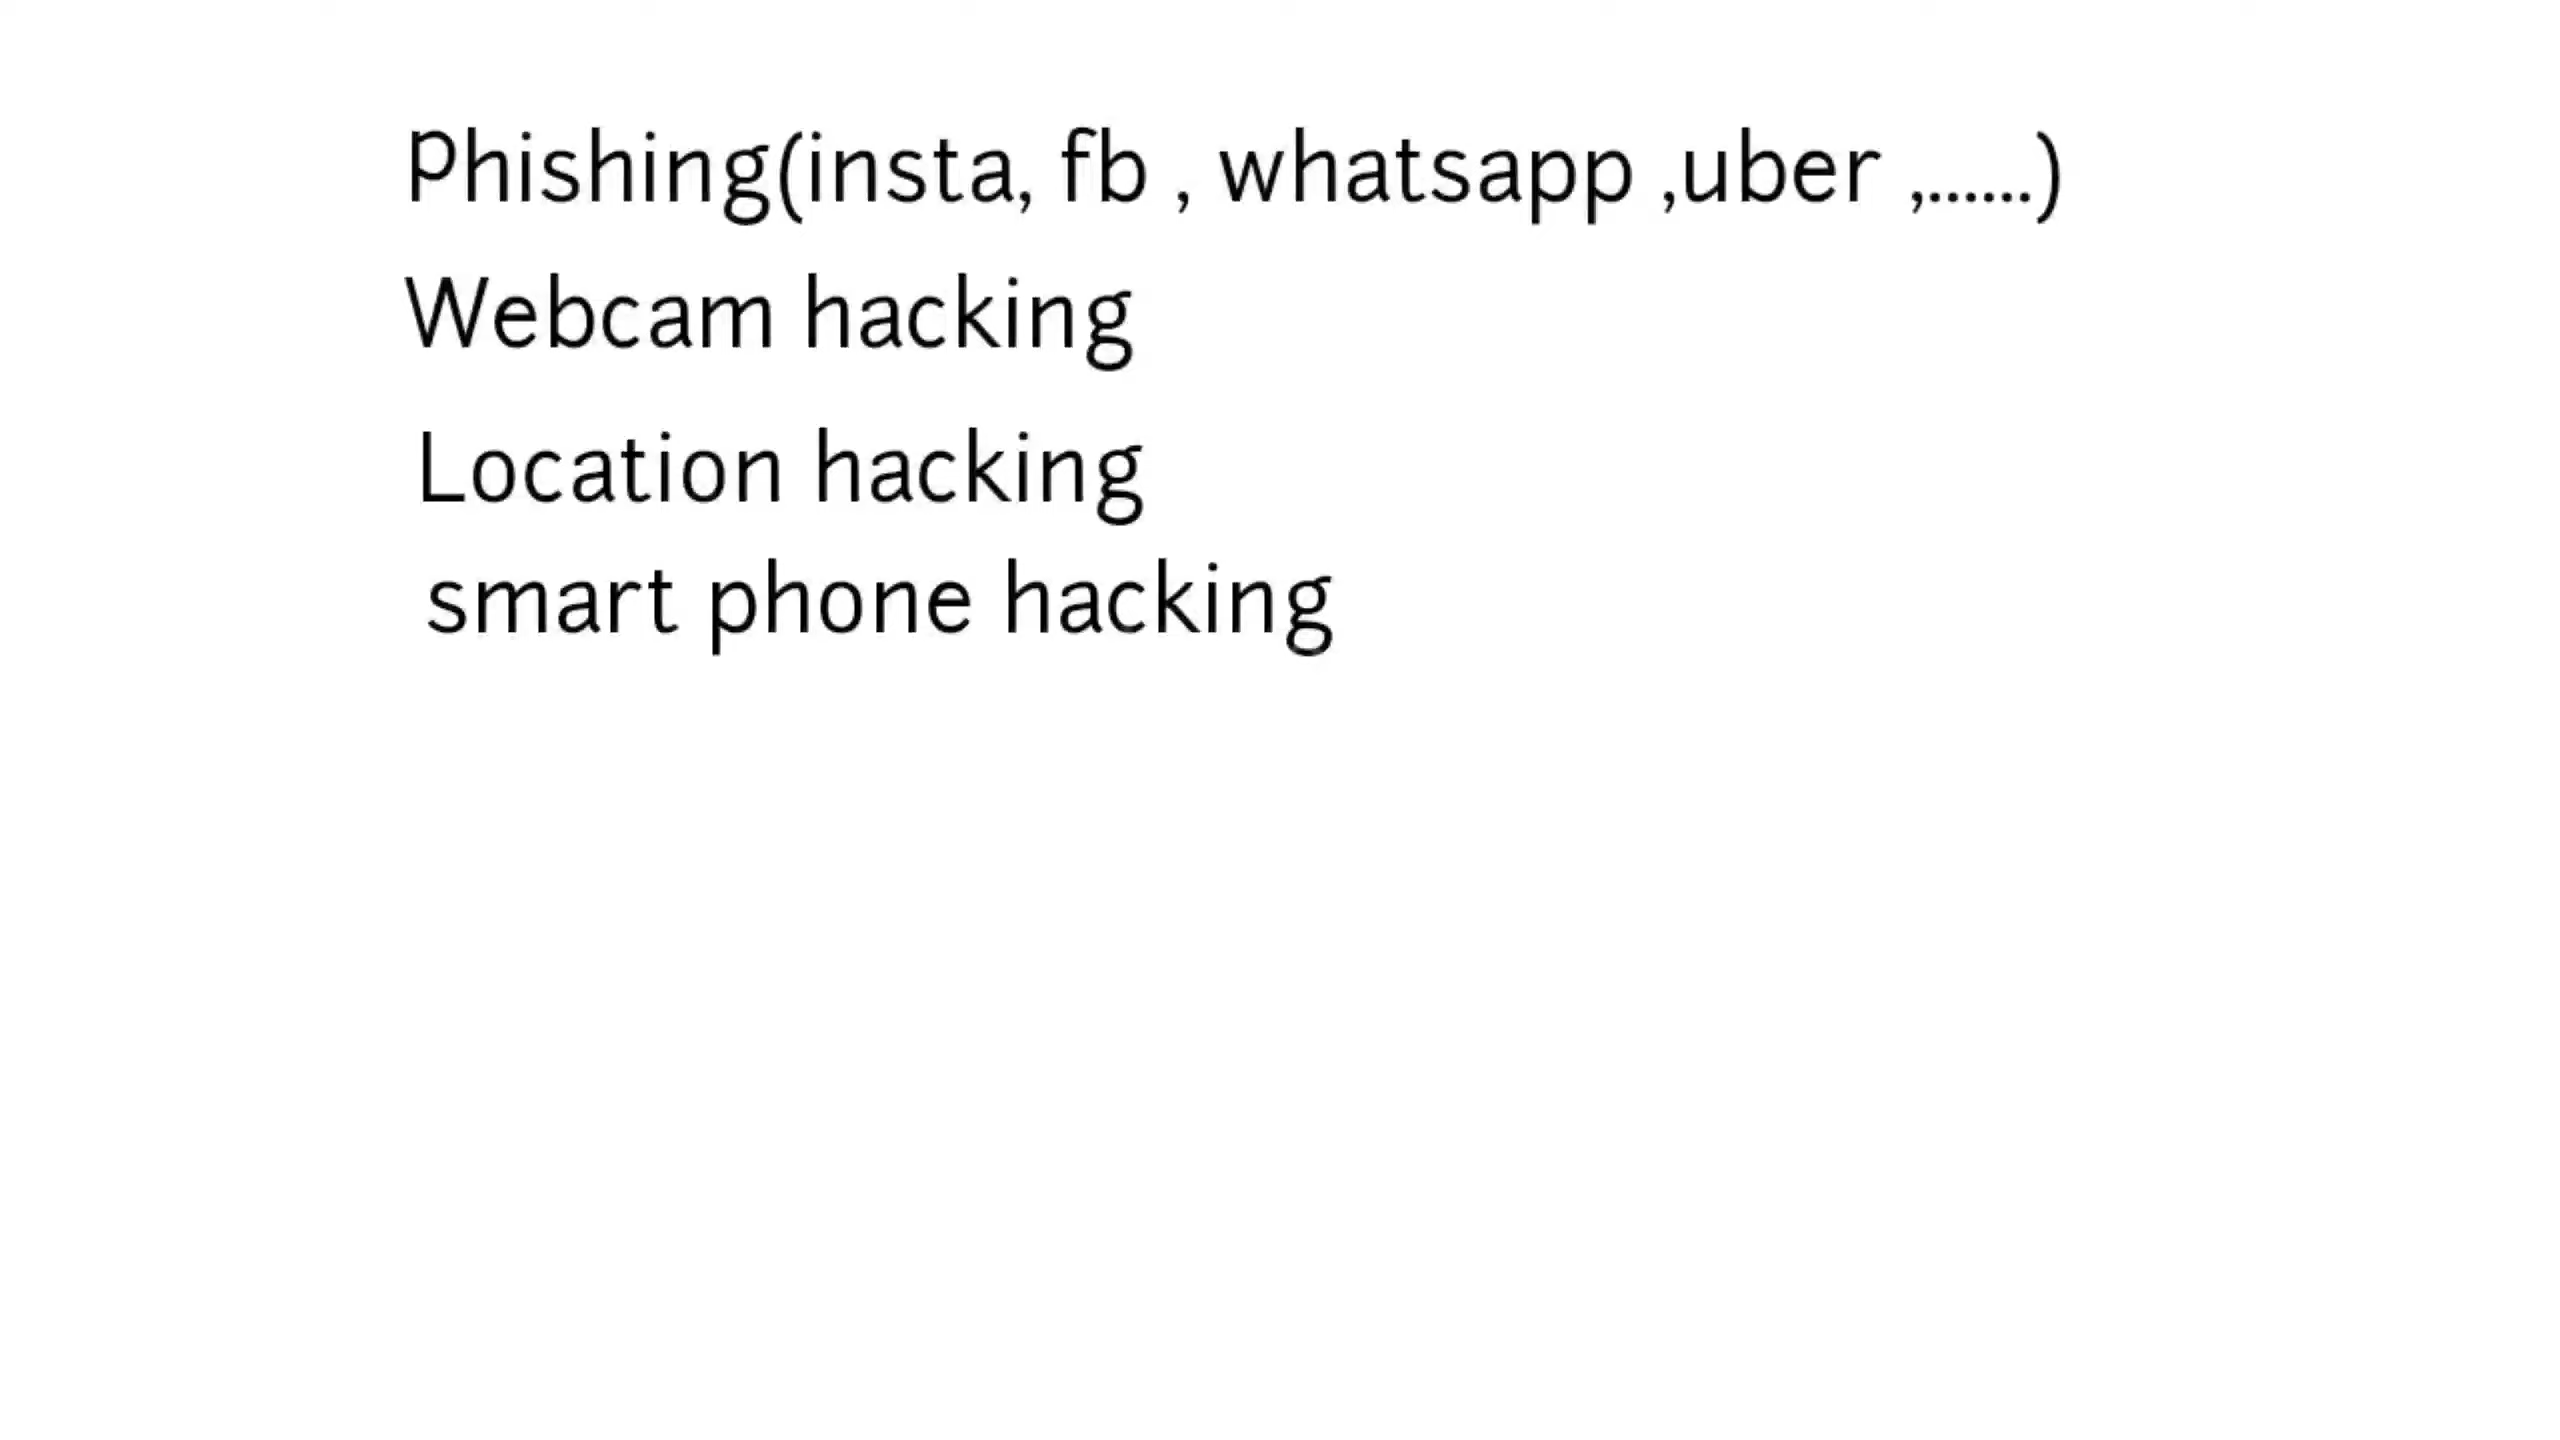 Phishing(insta, fb , whatsapp ,uber ,......)
Webcam hacking
Location hacking
smart phone hacking